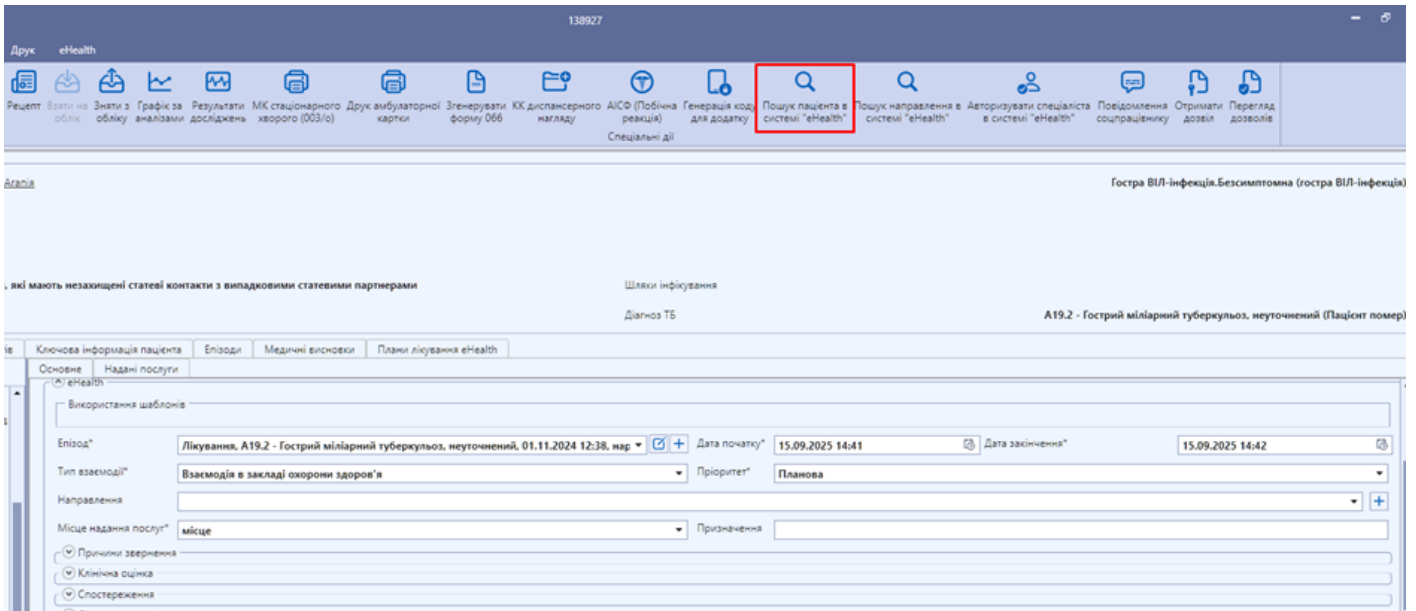 138927
Друк eHealth
Рецепт Взяти на облік Зняти з обліку Графік за аналізами Результати досліджень МК стаціонарного хворого (003/о) Друк амбулаторної картки Згенерувати форму 066 КК диспансерного нагляду АІСФ (Побічна реакція) Генерація коду для додатку Пошук пацієнта в системі "eHealth" Пошук направлення в системі "eHealth" Авторизувати спеціаліста в системі "eHealth" Повідомлення соцпрацівнику Отримати дозвіл Перегляд дозволів
Спеціальні дії
Агапія Гостра ВІЛ-інфекція.Безсимптомна (гостра ВІЛ-інфекція)
, які мають незахищені статеві контакти з випадковими статевими партнерами Шляхи інфікування
Діагноз ТБ A19.2 - Гострий міліарний туберкульоз, неуточнений (Пацієнт помер)
Ключова інформація пацієнта Епізоди Медичні висновки Плани лікування eHealth
Основне Надані послуги
eHealth
Використання шаблонів
Епізод* Лікування, A19.2 - Гострий міліарний туберкульоз, неуточнений, 01.11.2024 12:38, нар Дата початку* 15.09.2025 14:41 Дата закінчення* 15.09.2025 14:42
Тип взаємодії* Взаємодія в закладі охорони здоров'я Пріоритет* Планова
Направлення
Місце надання послуг* місце Призначення
Причини звернення
Клінічна оцінка
Спостереження